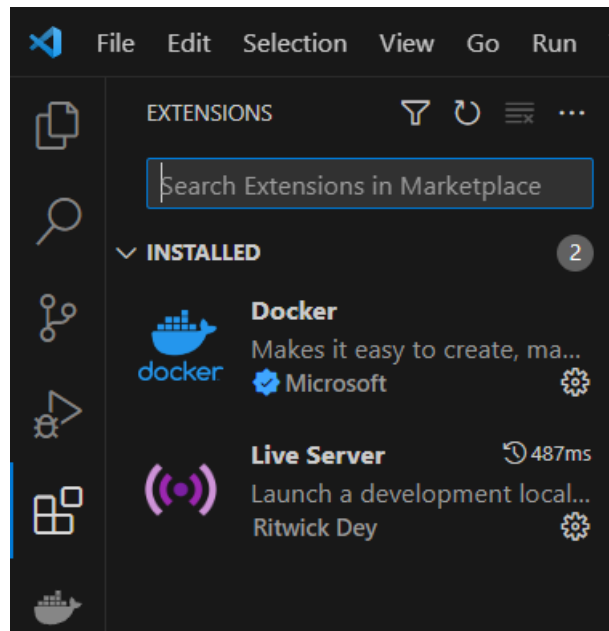 File Edit Selection View Go Run
EXTENSIONS
Search Extensions in Marketplace
INSTALLED 2
Docker
Makes it easy to create, ma...
docker
Microsoft
Live Server 487ms
Launch a development local...
Ritwick Dey